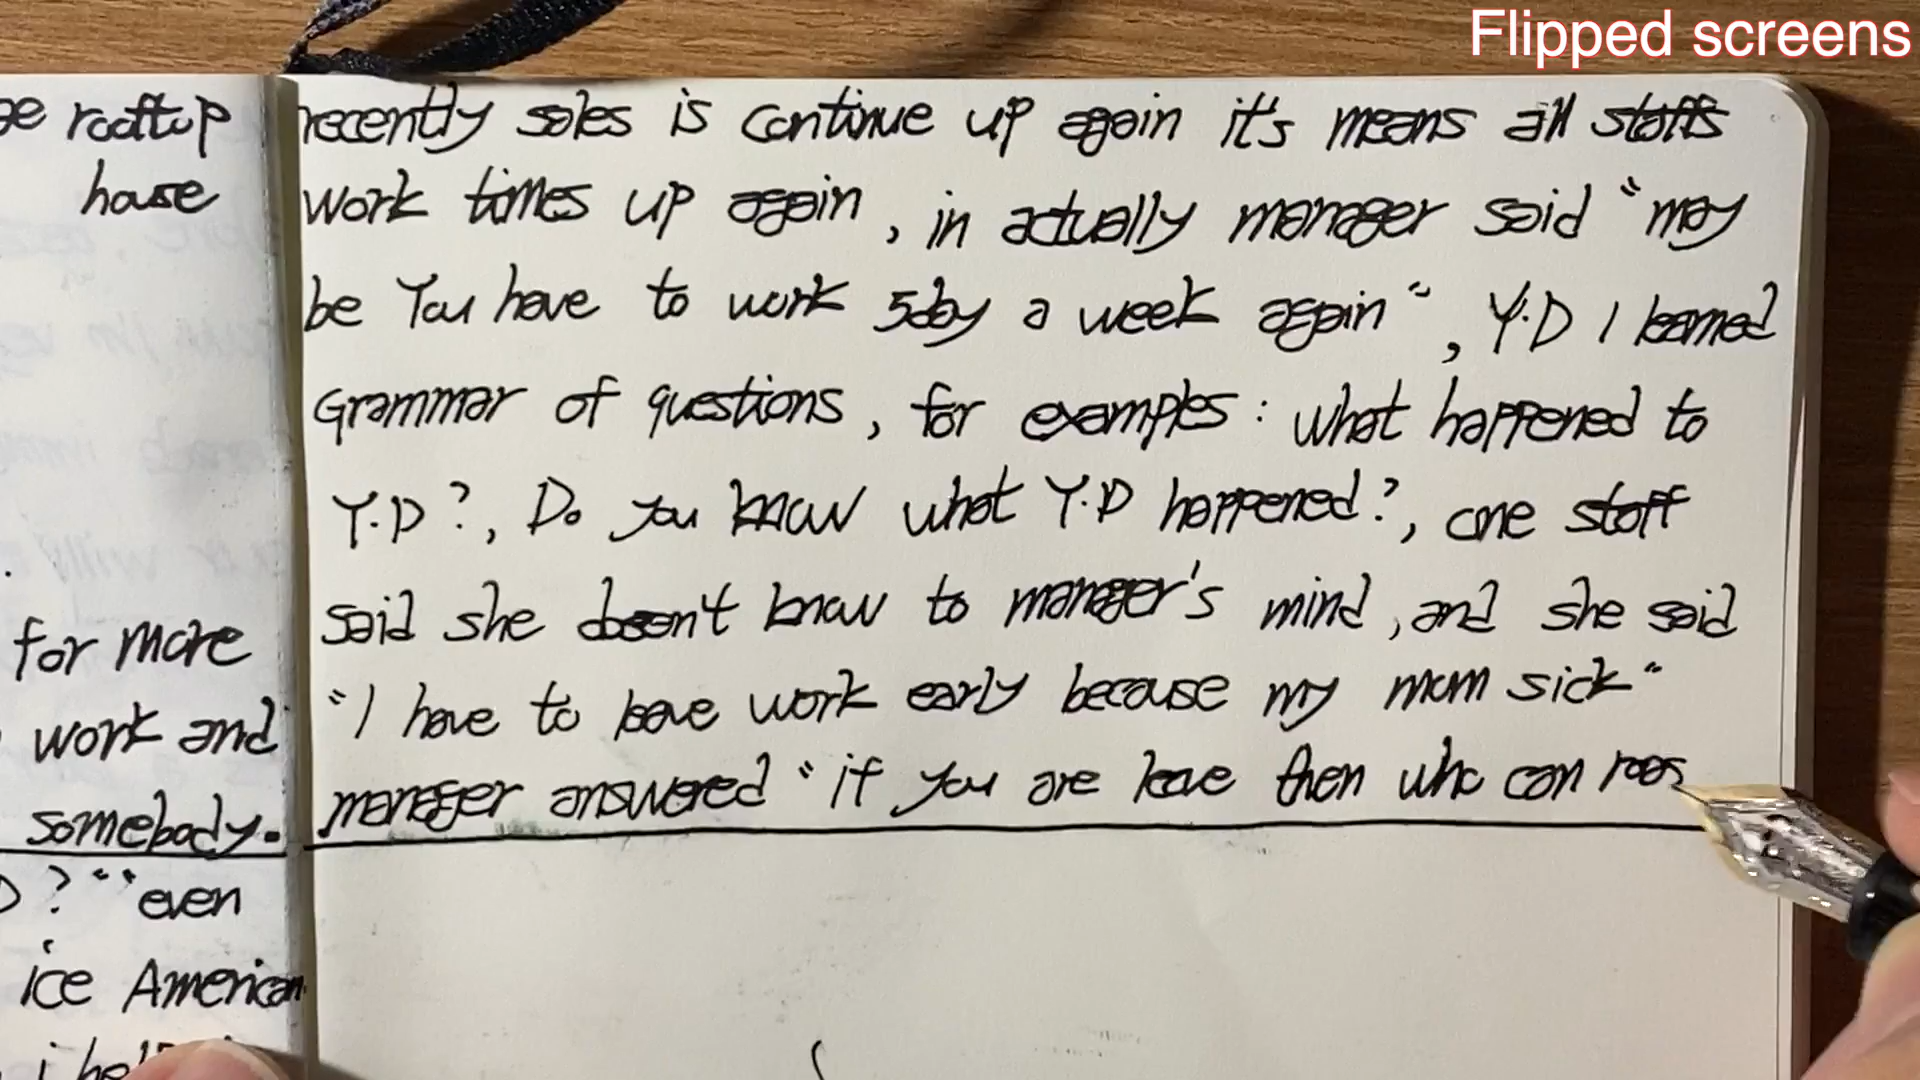 Flipped screens
rooftop
house
for more
work and
somebody.
D ? " "even
ice American
recently sales is continue up again it's means all staffs
work times up again, in actually manager said "may
be You have to work 5day a week again", Y.D I learned
Grammar of questions, for examples : what happened to
Y.D ?, Do you know what Y.D happened?, one staff
said she doesn't know to manager's mind, and she said
"I have to leave work early because my mom sick"
manager answered "if you are leave then who can roas